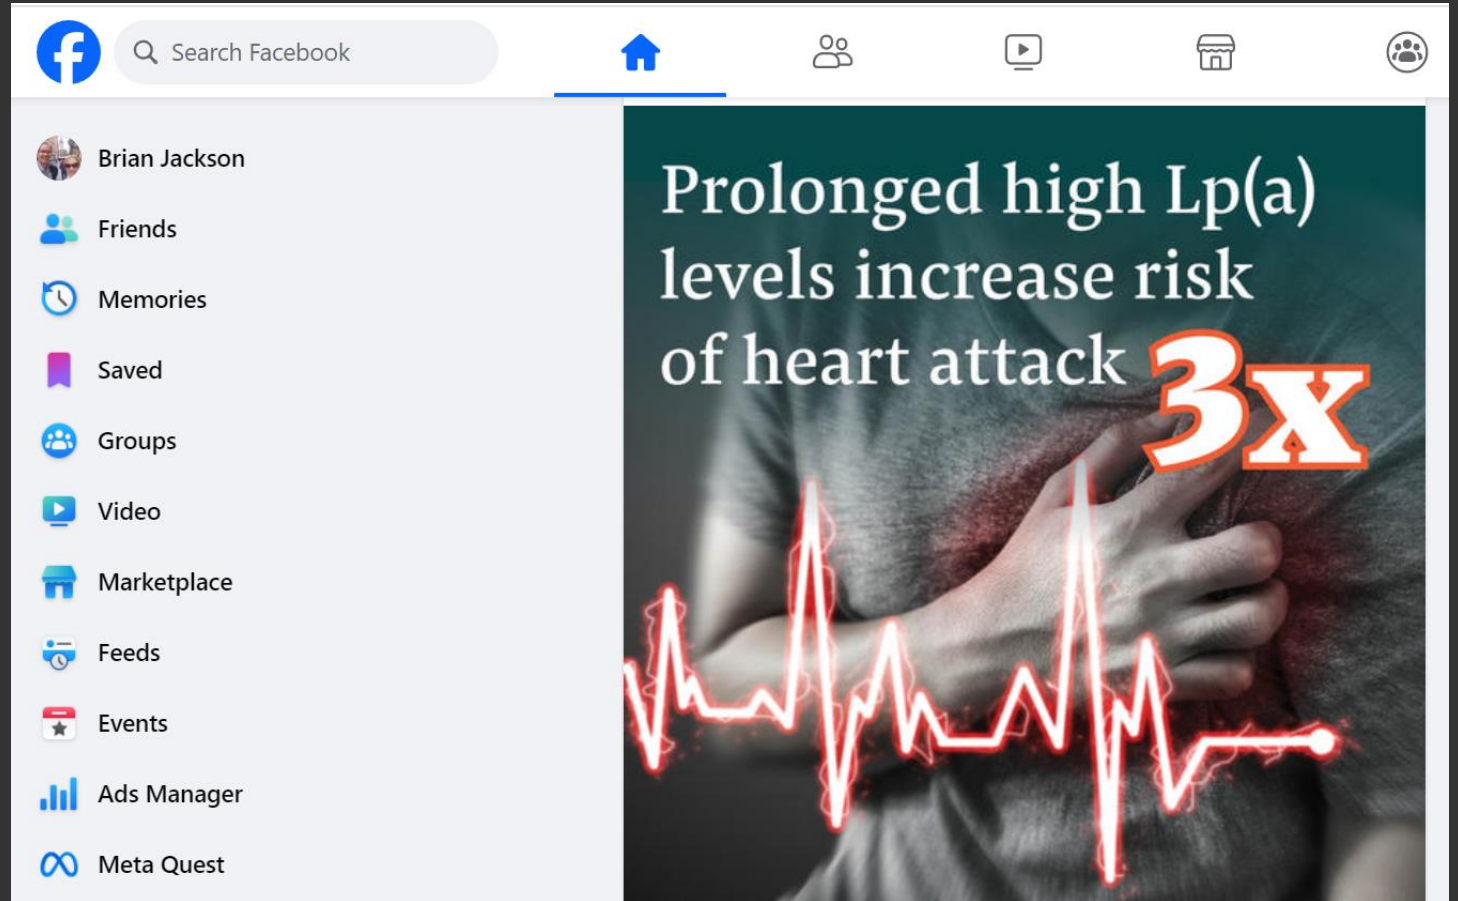 Search Facebook
Brian Jackson
Friends
Memories
Saved
Groups
Video
Marketplace
Feeds
Events
Ads Manager
Meta Quest
Prolonged high Lp(a)
levels increase risk
of heart attack 3x